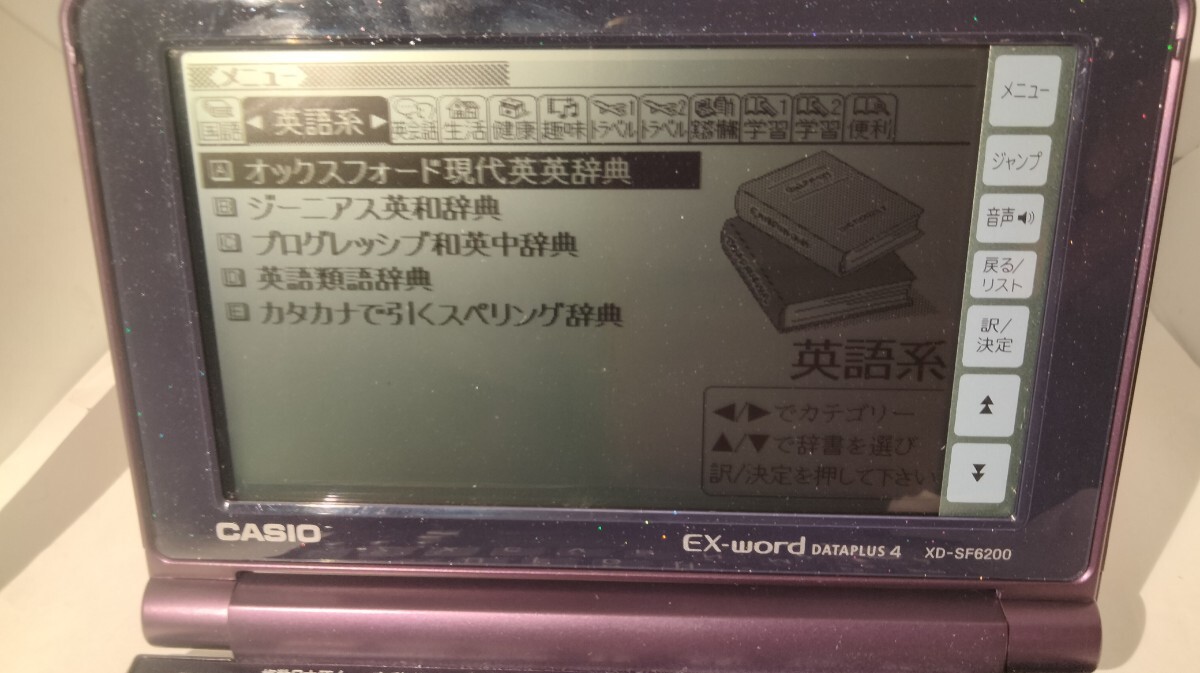 メニュー
国語 ◀ 英語系 ▶ 英会話 生活 健康 趣味 トラベル1 トラベル2 学習1 学習2 便利
A オックスフォード現代英英辞典
B ジーニアス英和辞典
C プログレッシブ和英中辞典
D 英語類語辞典
E カタカナで引くスペリング辞典
英語系
◀/▶でカテゴリー
▲/▼で辞書を選び
訳/決定を押して下さい
メニュー
ジャンプ
音声
戻る/
リスト
訳/
決定
CASIO
EX-word DATAPLUS 4 XD-SF6200